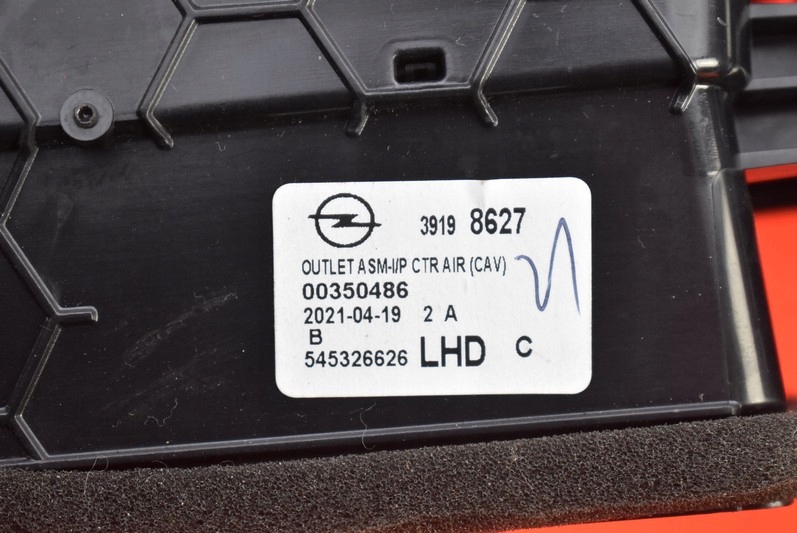 3919 8627
OUTLET ASM-I/P CTR AIR (CAV)
00350486
2021-04-19 2 A
B
545326626 LHD C